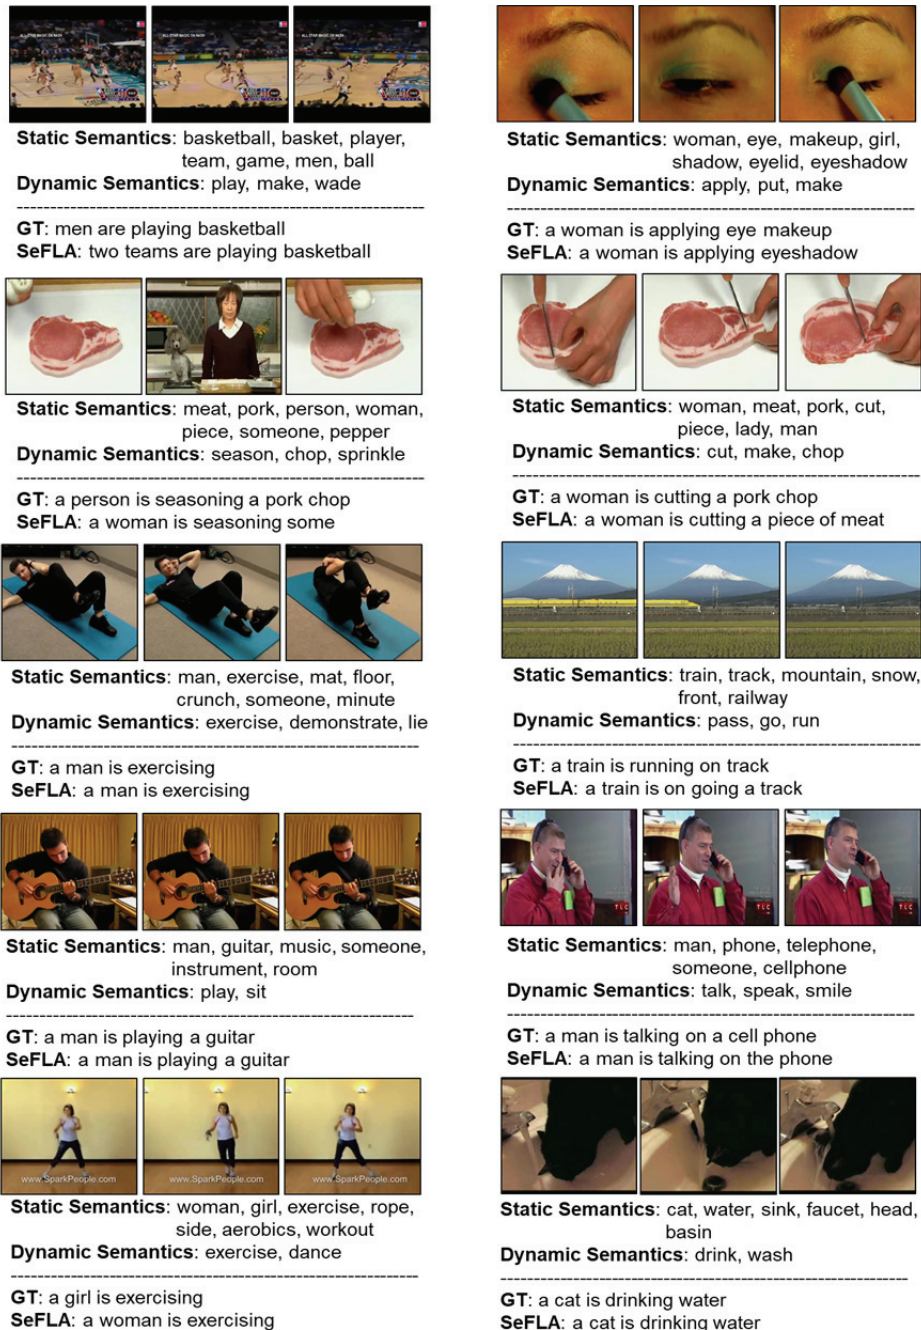 ALL-STAR MAGIC ON NASN
Static Semantics: basketball, basket, player,
team, game, men, ball
Dynamic Semantics: play, make, wade
GT: men are playing basketball
SeFLA: two teams are playing basketball
Static Semantics: woman, eye, makeup, girl,
shadow, eyelid, eyeshadow
Dynamic Semantics: apply, put, make
GT: a woman is applying eye makeup
SeFLA: a woman is applying eyeshadow
Static Semantics: meat, pork, person, woman,
piece, someone, pepper
Dynamic Semantics: season, chop, sprinkle
GT: a person is seasoning a pork chop
SeFLA: a woman is seasoning some
Static Semantics: woman, meat, pork, cut,
piece, lady, man
Dynamic Semantics: cut, make, chop
GT: a woman is cutting a pork chop
SeFLA: a woman is cutting a piece of meat
Static Semantics: man, exercise, mat, floor,
crunch, someone, minute
Dynamic Semantics: exercise, demonstrate, lie
GT: a man is exercising
SeFLA: a man is exercising
Static Semantics: train, track, mountain, snow,
front, railway
Dynamic Semantics: pass, go, run
GT: a train is running on track
SeFLA: a train is on going a track
Static Semantics: man, guitar, music, someone,
instrument, room
Dynamic Semantics: play, sit
GT: a man is playing a guitar
SeFLA: a man is playing a guitar
TLC
TLC
TLC
Static Semantics: man, phone, telephone,
someone, cellphone
Dynamic Semantics: talk, speak, smile
GT: a man is talking on a cell phone
SeFLA: a man is talking on the phone
www.SparkPeople.com
www.SparkPeople.com
www.SparkPeople.com
Static Semantics: woman, girl, exercise, rope,
side, aerobics, workout
Dynamic Semantics: exercise, dance
GT: a girl is exercising
SeFLA: a woman is exercising
Static Semantics: cat, water, sink, faucet, head,
basin
Dynamic Semantics: drink, wash
GT: a cat is drinking water
SeFLA: a cat is drinking water